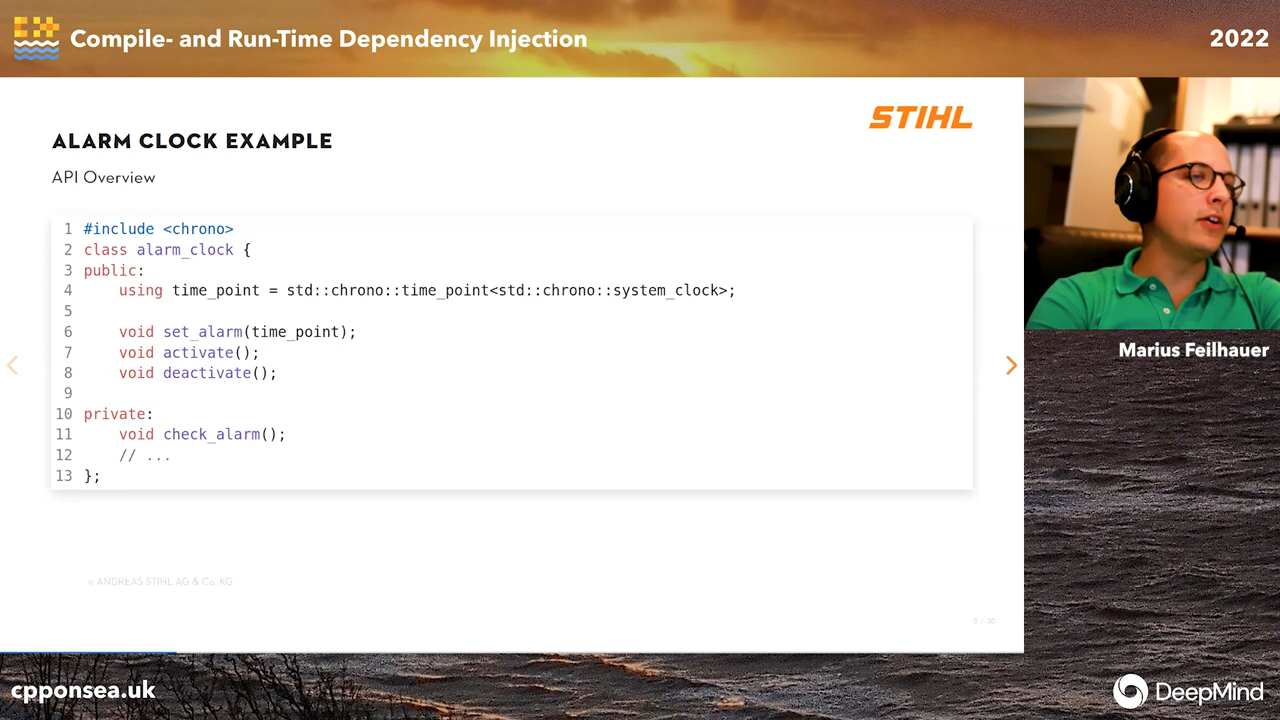 Compile- and Run-Time Dependency Injection
2022
STIHL
ALARM CLOCK EXAMPLE
API Overview
1 #include <chrono>
2 class alarm_clock {
3 public:
4 using time_point = std::chrono::time_point<std::chrono::system_clock>;
5
6 void set_alarm(time_point);
7 void activate();
8 void deactivate();
9
10 private:
11 void check_alarm();
12 // ...
13 };
Marius Feilhauer
© ANDREAS STIHL AG & Co. KG
cpponsea.uk
DeepMind